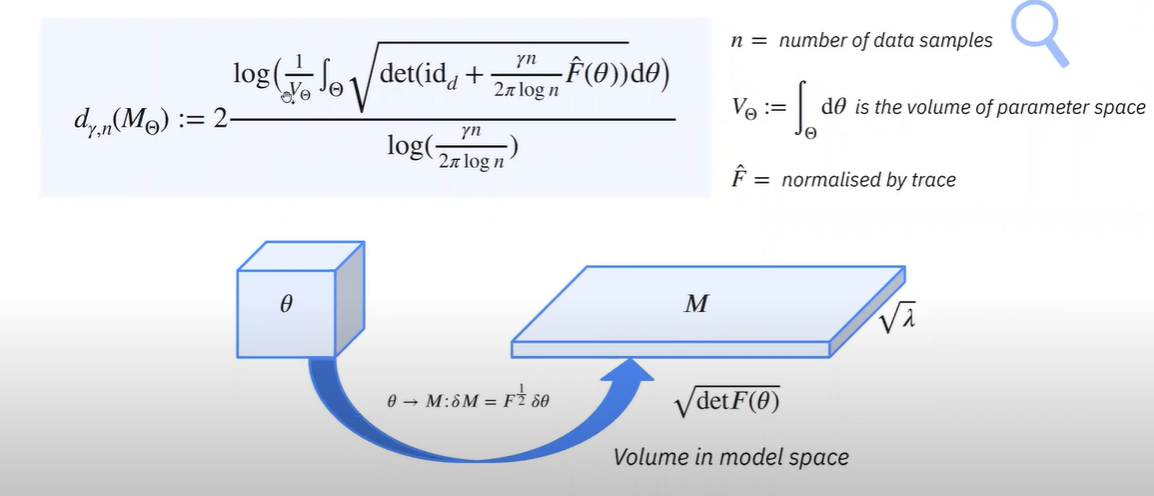 d_{γ,n}(M_Θ) := 2 log(1/V_Θ ∫_Θ √det(id_d + γn/(2π log n) F̂(θ))dθ) / log(γn/(2π log n))
n = number of data samples
V_Θ := ∫_Θ dθ is the volume of parameter space
F̂ = normalised by trace
θ
M
√λ
θ → M:δM = F^{1/2} δθ
√detF(θ)
Volume in model space